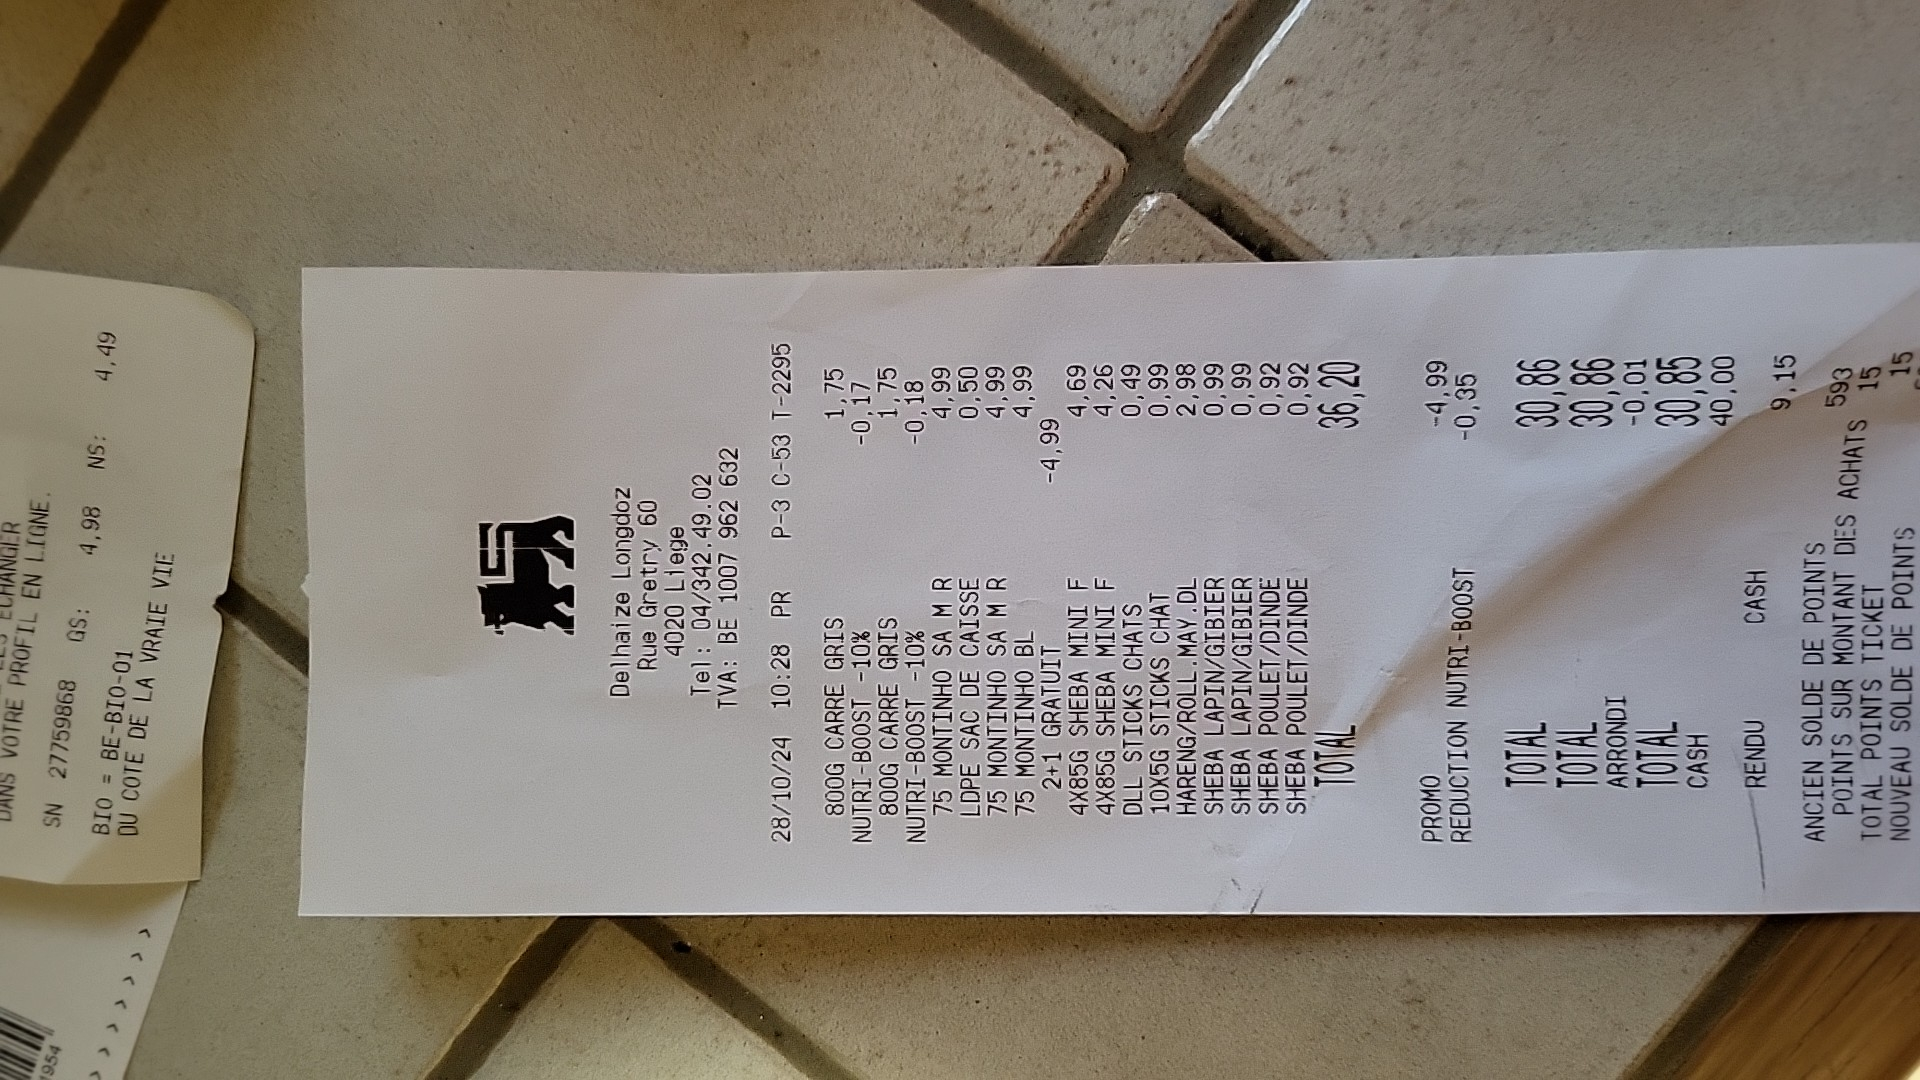 DANS VOTRE PROFIL EN LIGNE.
SN 27759868 GS: 4,98 NS: 4,49
BIO = BE-BIO-01
DU COTE DE LA VRAIE VIE
Delhaize Longdoz
Rue Gretry 60
4020 Liege
Tel: 04/342.49.02
TVA: BE 1007 962 632
28/10/24 10:28 PR P-3 C-53 T-2295
800G CARRE GRIS 1,75
NUTRI-BOOST -10% -0,17
800G CARRE GRIS 1,75
NUTRI-BOOST -10% -0,18
75 MONTINHO SA M R 4,99
LDPE SAC DE CAISSE 0,50
75 MONTINHO SA M R 4,99
75 MONTINHO BL 4,99
2+1 GRATUIT -4,99
4X85G SHEBA MINI F 4,69
4X85G SHEBA MINI F 4,26
DLL STICKS CHATS 0,49
10X5G STICKS CHAT 0,99
HARENG/ROLL.MAY.DL 2,98
SHEBA LAPIN/GIBIER 0,99
SHEBA LAPIN/GIBIER 0,99
SHEBA POULET/DINDE 0,92
SHEBA POULET/DINDE 0,92
TOTAL 36,20
PROMO -4,99
REDUCTION NUTRI-BOOST -0,35
TOTAL 30,86
TOTAL 30,86
ARRONDI -0,01
TOTAL 30,85
CASH 40,00
RENDU CASH 9,15
ANCIEN SOLDE DE POINTS 593
POINTS SUR MONTANT DES ACHATS 15
TOTAL POINTS TICKET 15
NOUVEAU SOLDE DE POINTS